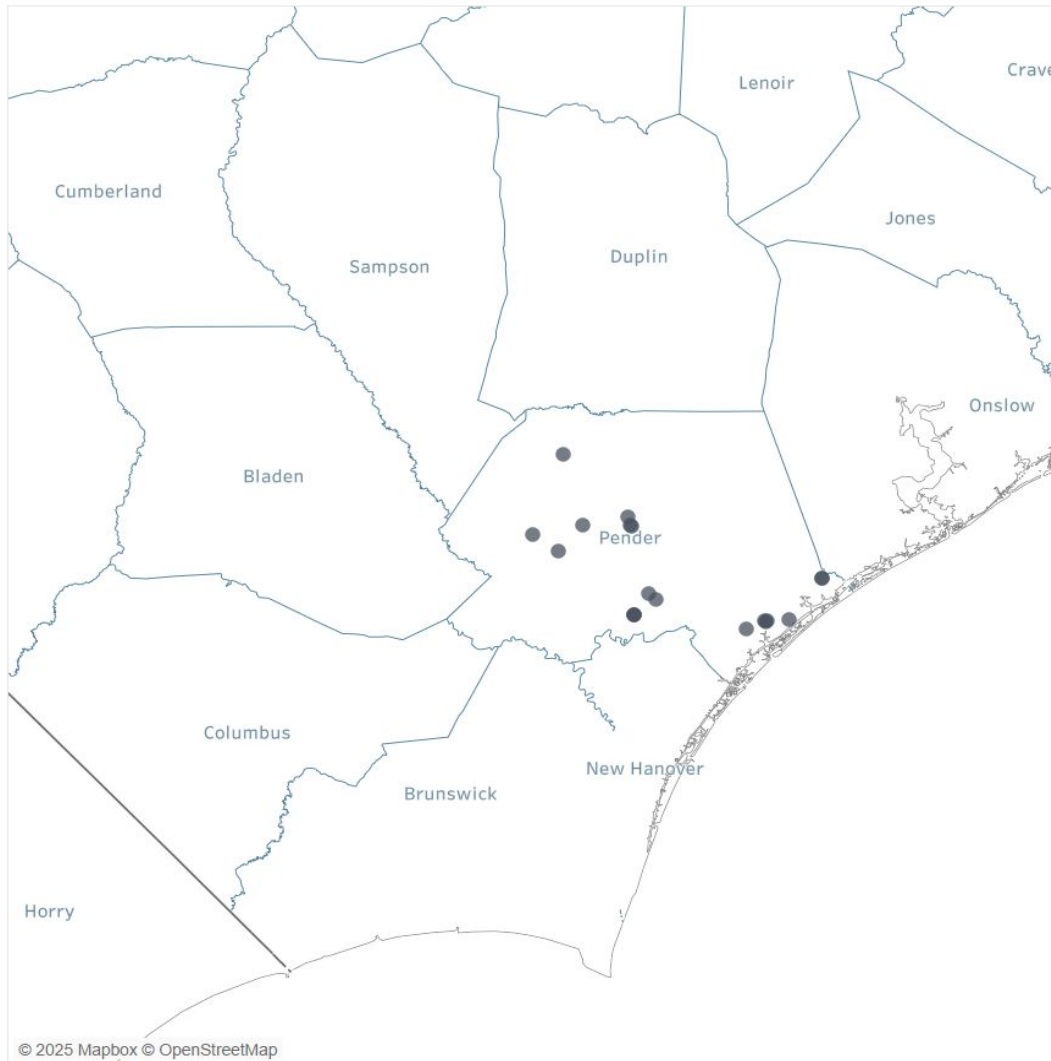 Lenoir
Crave
Cumberland
Jones
Duplin
Sampson
Onslow
Bladen
Pender
Columbus
New Hanover
Brunswick
Horry
© 2025 Mapbox © OpenStreetMap